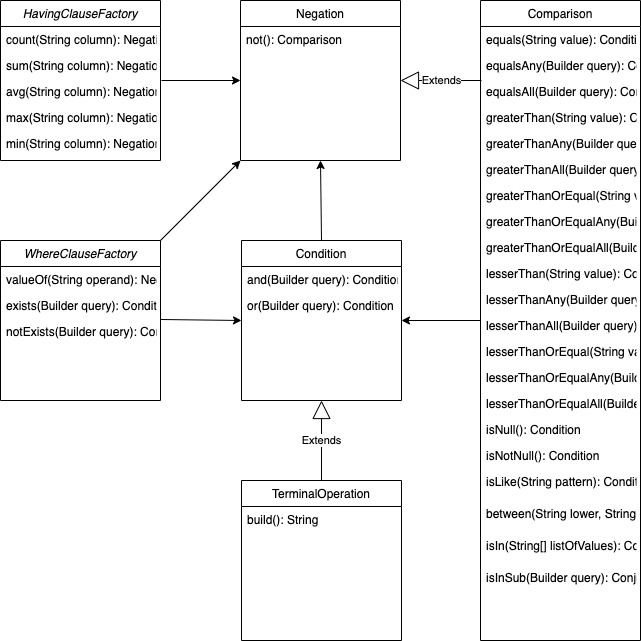 HavingClauseFactory
count(String column): Negati
sum(String column): Negatio
avg(String column): Negation
max(String column): Negatio
min(String column): Negation
Negation
not(): Comparison
Extends
Comparison
equals(String value): Conditi
equalsAny(Builder query): Co
equalsAll(Builder query): Con
greaterThan(String value): C
greaterThanAny(Builder que
greaterThanAll(Builder query
greaterThanOrEqual(String v
greaterThanOrEqualAny(Bui
greaterThanOrEqualAll(Build
lesserThan(String value): Co
lesserThanAny(Builder query
lesserThanAll(Builder query)
lesserThanOrEqual(String va
lesserThanOrEqualAny(Build
lesserThanOrEqualAll(Builde
isNull(): Condition
isNotNull(): Condition
isLike(String pattern): Condit
between(String lower, String
isIn(String[] listOfValues): Co
isInSub(Builder query): Conj
WhereClauseFactory
valueOf(String operand): Ne
exists(Builder query): Condit
notExists(Builder query): Co
Condition
and(Builder query): Condition
or(Builder query): Condition
Extends
TerminalOperation
build(): String